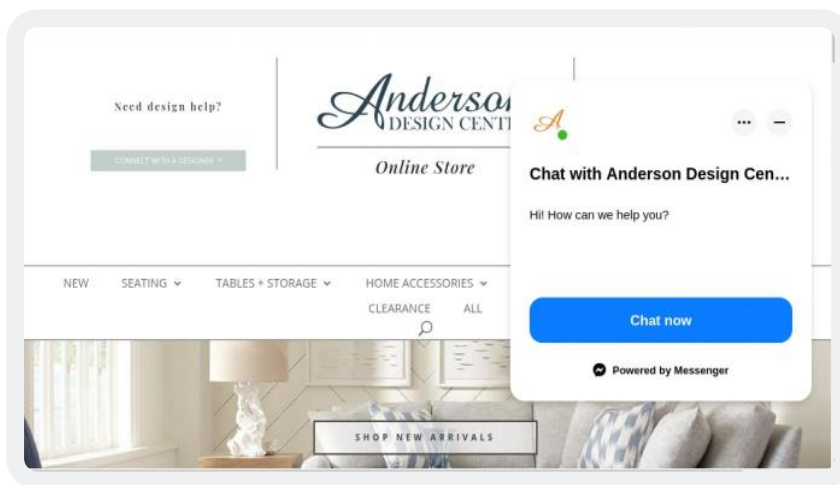 Need design help?
CONNECT WITH A DESIGNER
Anderson
DESIGN CENT
Online Store
Chat with Anderson Design Cen...
Hi! How can we help you?
Chat now
Powered by Messenger
NEW SEATING TABLES + STORAGE HOME ACCESSORIES
CLEARANCE ALL
SHOP NEW ARRIVALS